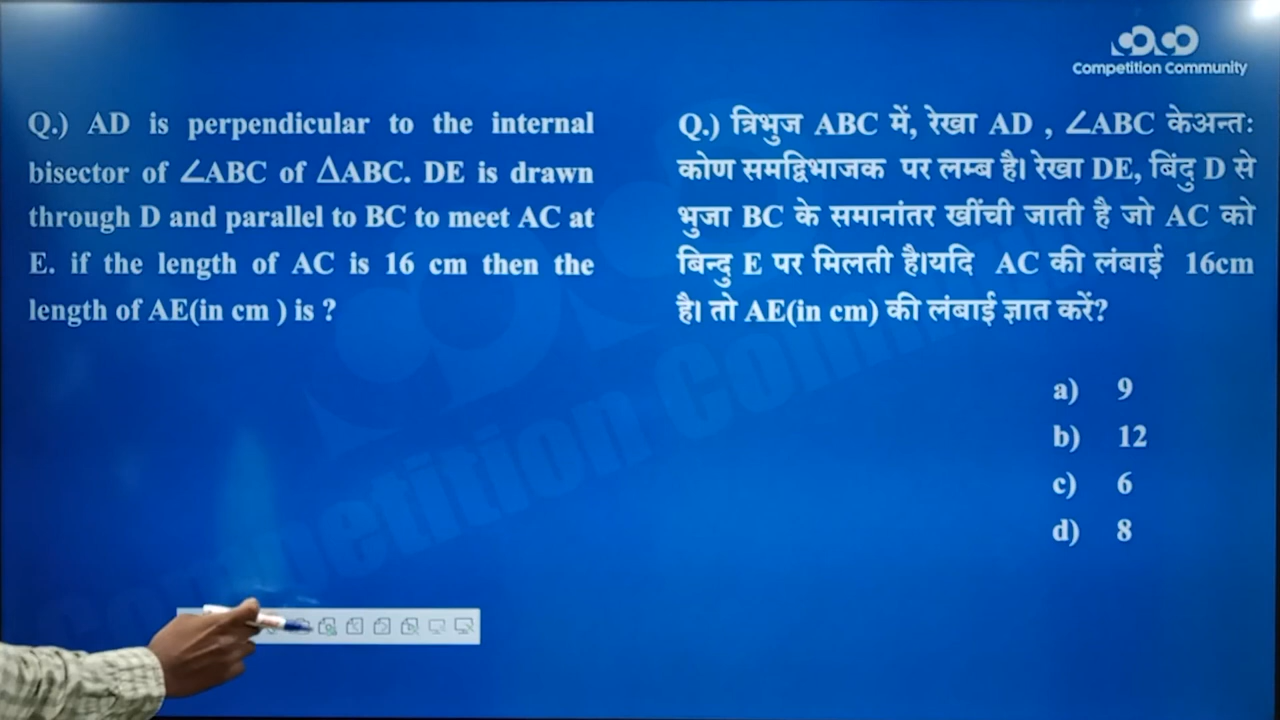 Competition Community
Q.) AD is perpendicular to the internal
bisector of ∠ABC of ΔABC. DE is drawn
through D and parallel to BC to meet AC at
E. if the length of AC is 16 cm then the
length of AE(in cm ) is ?
Q.) त्रिभुज ABC में, रेखा AD , ∠ABC केअन्त:
कोण समद्विभाजक पर लम्ब है। रेखा DE, बिंदु D से
भुजा BC के समानांतर खींची जाती है जो AC को
बिन्दु E पर मिलती है।यदि AC की लंबाई 16cm
है। तो AE(in cm) की लंबाई ज्ञात करें?
a) 9
b) 12
c) 6
d) 8
Competition Community